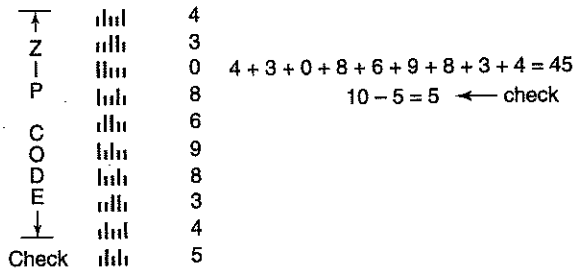 4
Z 3
I 0 4 + 3 + 0 + 8 + 6 + 9 + 8 + 3 + 4 = 45
P 8 10 – 5 = 5 ← check
C 6
O 9
D 8
E 3
4
Check 5